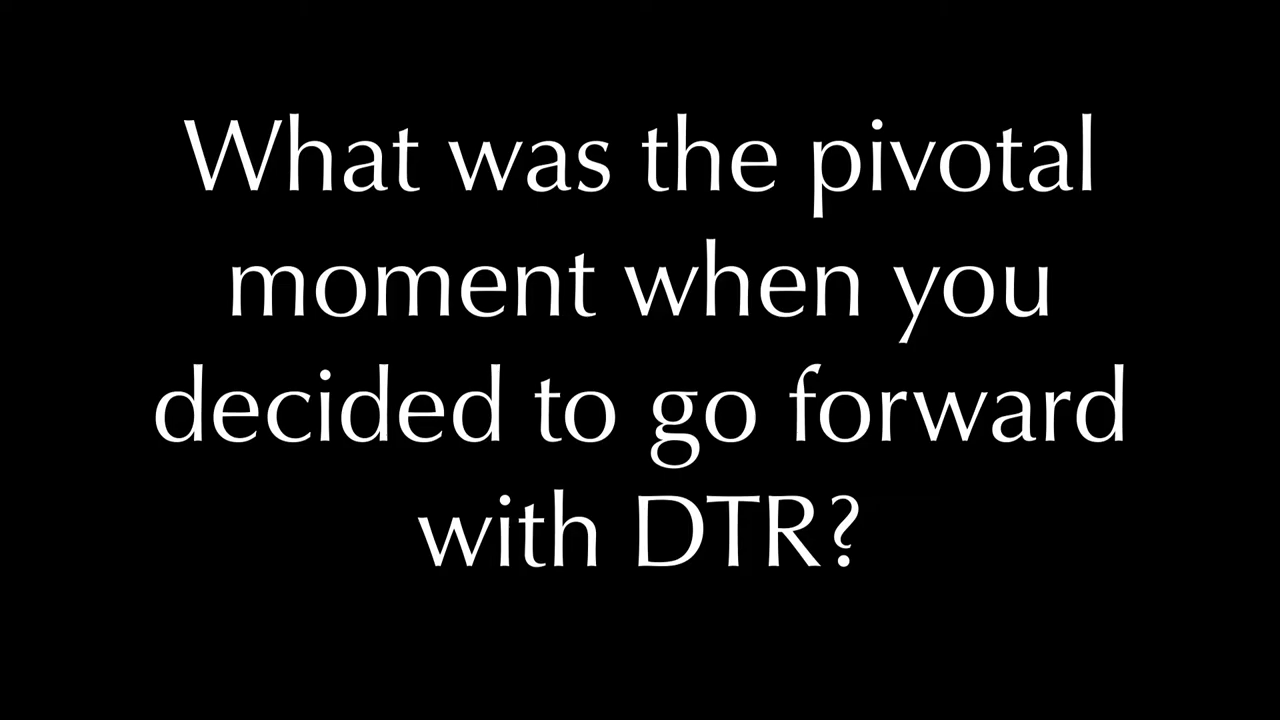 What was the pivotal
moment when you
decided to go forward
with DTR?